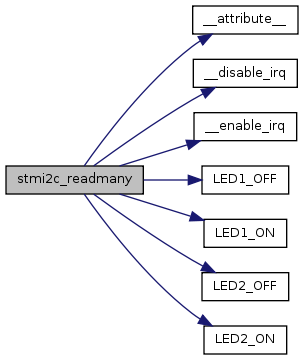 __attribute__
__disable_irq
__enable_irq
stmi2c_readmany
LED1_OFF
LED1_ON
LED2_OFF
LED2_ON